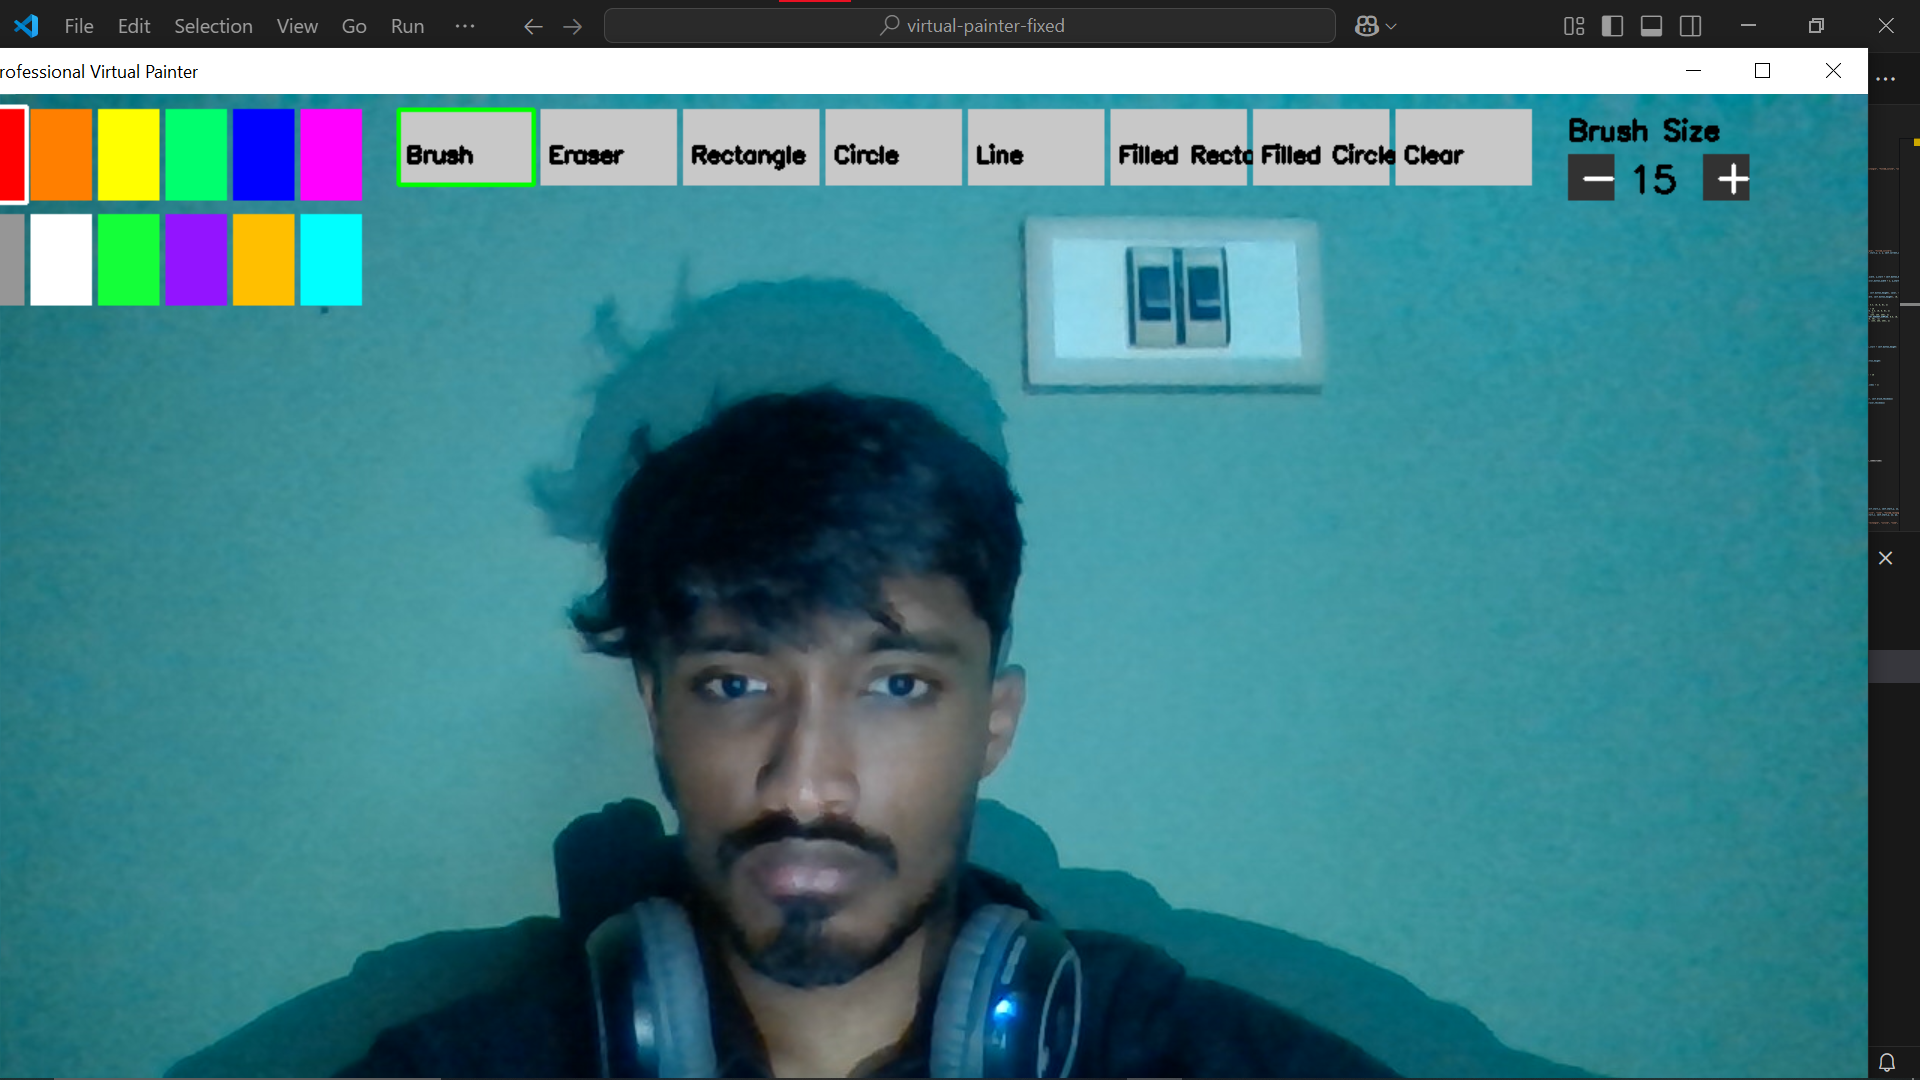 File Edit Selection View Go Run ··· virtual-painter-fixed
rofessional Virtual Painter
Brush Size
Brush Eraser Rectangle Circle Line Filled Recta Filled Circle Clear
15